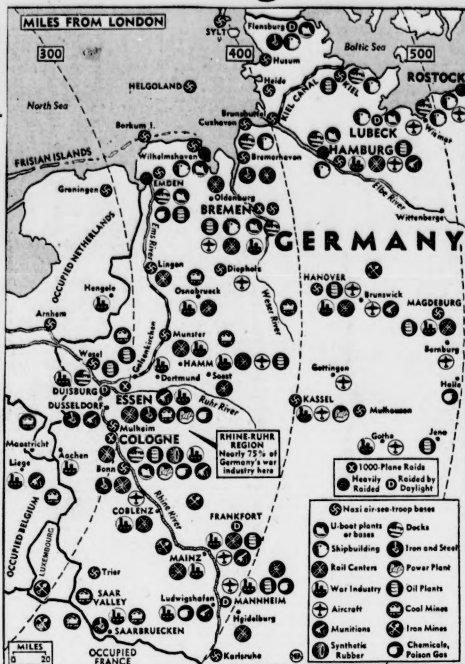 MILES FROM LONDON
300
400
500
SYLT
Flensburg
D
Baltic Sea
Husum
Heide
ROSTOCK
HELGOLAND
KIEL CANAL
KIEL
North Sea
Brunsbuttel
Cuxhaven
LUBECK
Wismar
Borkum I.
HAMBURG
FRISIAN ISLANDS
Wilhelmshaven
Bremerhaven
Groningen
EMDEN
Oldenburg
Elbe River
BREMEN
Wittenberge
OCCUPIED NETHERLANDS
Ems River
GERMANY
Lingen
Diepholz
HANOVER
Hengelo
Osnabrueck
Weser River
Brunswick
MAGDEBURG
Arnhem
Gelsenkirchen
Munster
Bernburg
Wesel
HAMM
Gottingen
DUISBURG
D
Dortmund
Soest
Halle
ESSEN
Ruhr River
KASSEL
Mulhausen
DUSSELDORF
Mulheim
COLOGNE
RHINE-RUHR
REGION
Nearly 75% of
Germany's war
industry here
Gotha
Jena
Maastricht
Aachen
Liege
Bonn
X 1000-Plane Raids
Heavily Raided
D Raided by Daylight
OCCUPIED BELGIUM
COBLENZ
Rhine River
FRANKFORT
D
Nazi air-sea-troop bases
U-boat plants or bases
Docks
Shipbuilding
Iron and Steel
LUXEMBOURG
MAINZ
Rail Centers
Power Plant
Trier
War Industry
Oil Plants
SAAR VALLEY
Ludwigshafen
D
MANNHEIM
Aircraft
Coal Mines
Heidelberg
Munitions
Iron Mines
SAARBRUECKEN
Synthetic Rubber
Chemicals, Poison Gas
MILES
0 20
OCCUPIED FRANCE
Karlsruhe